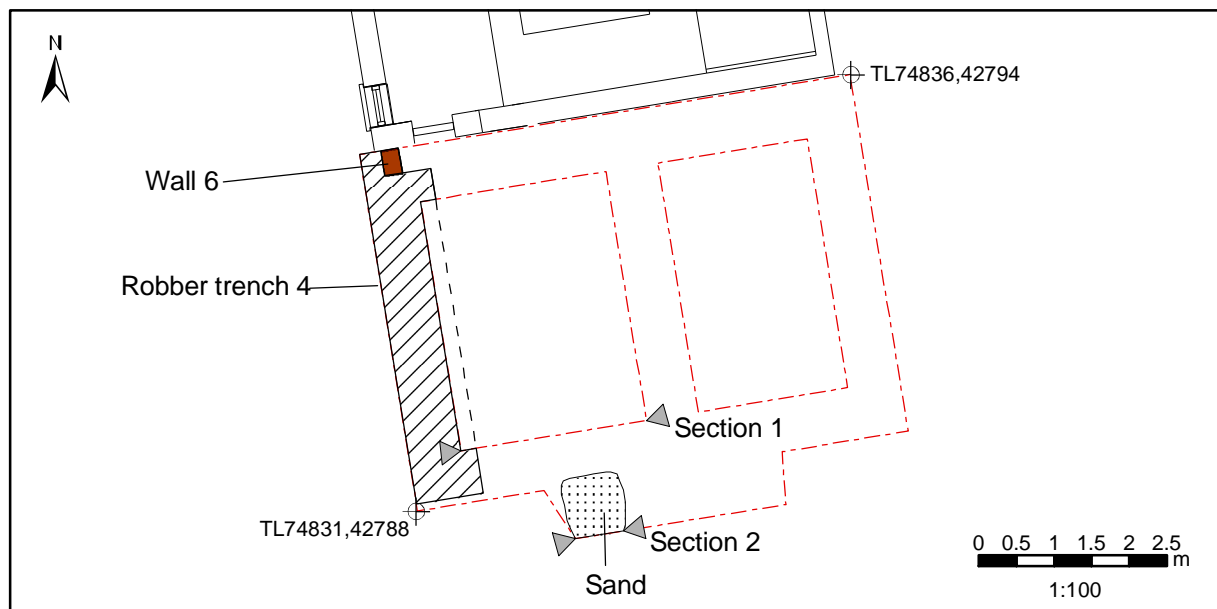 N
TL74836,42794
Wall 6
Robber trench 4
Section 1
TL74831,42788
Section 2
Sand
0 0.5 1 1.5 2 2.5
m
1:100